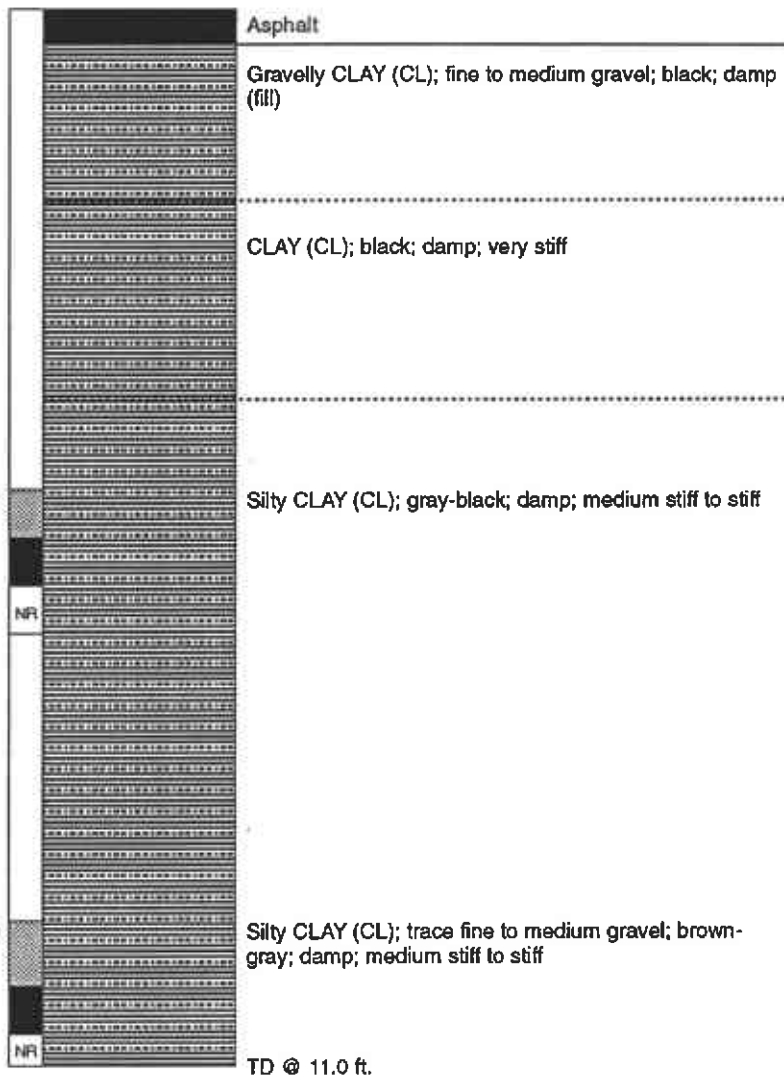 Asphalt
Gravelly CLAY (CL); fine to medium gravel; black; damp
(fill)
CLAY (CL); black; damp; very stiff
Silty CLAY (CL); gray-black; damp; medium stiff to stiff
NR
Silty CLAY (CL); trace fine to medium gravel; brown-
gray; damp; medium stiff to stiff
NR
TD @ 11.0 ft.